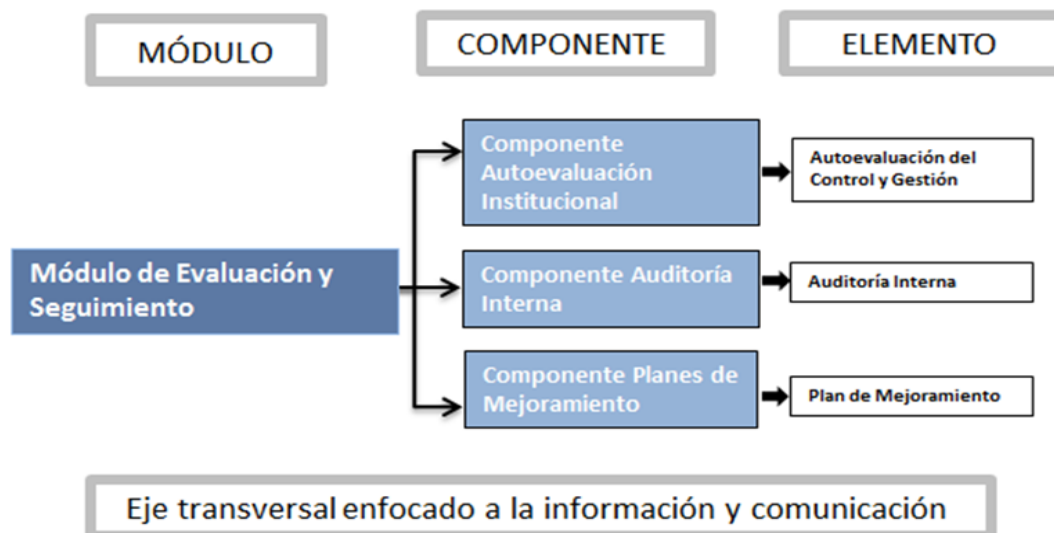 MÓDULO
COMPONENTE
ELEMENTO
Componente
Autoevaluación
Institucional
Autoevaluación del
Control y Gestión
Módulo de Evaluación y
Seguimiento
Componente Auditoría
Interna
Auditoría Interna
Componente Planes de
Mejoramiento
Plan de Mejoramiento
Eje transversal enfocado a la información y comunicación